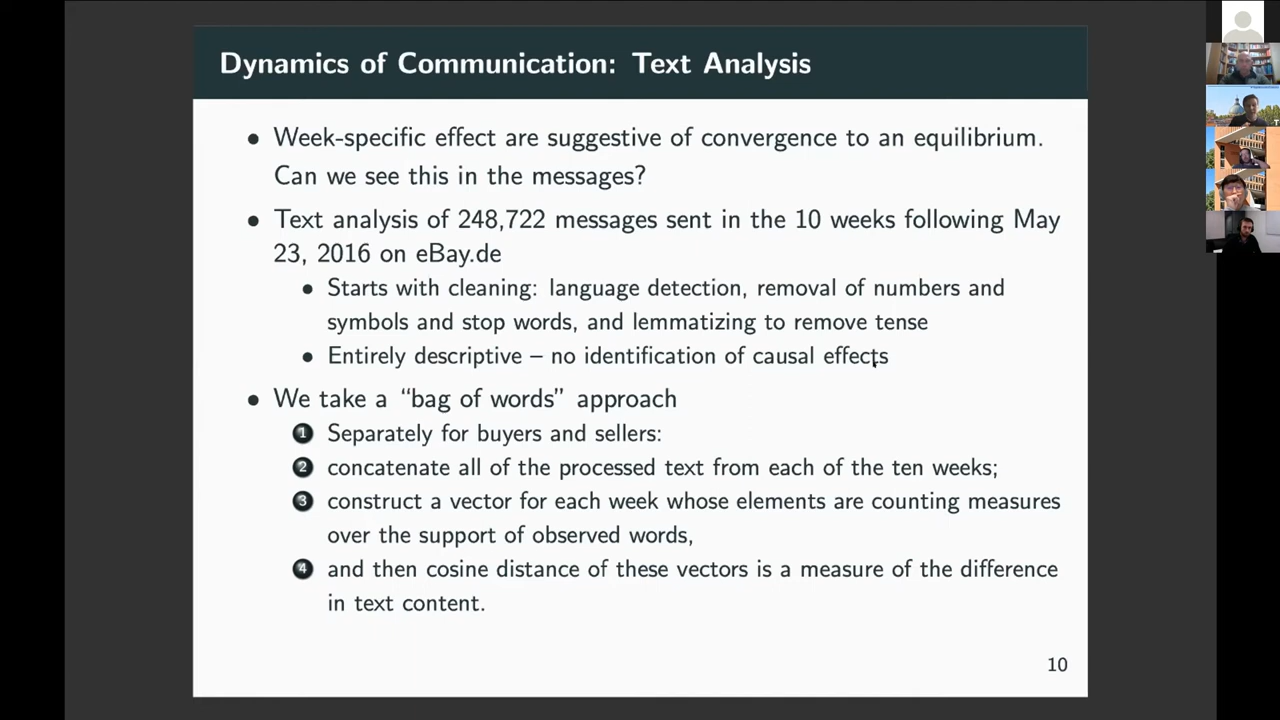 Dynamics of Communication: Text Analysis
• Week-specific effect are suggestive of convergence to an equilibrium.
Can we see this in the messages?
• Text analysis of 248,722 messages sent in the 10 weeks following May
23, 2016 on eBay.de
• Starts with cleaning: language detection, removal of numbers and
symbols and stop words, and lemmatizing to remove tense
• Entirely descriptive – no identification of causal effects
• We take a “bag of words” approach
1 Separately for buyers and sellers:
2 concatenate all of the processed text from each of the ten weeks;
3 construct a vector for each week whose elements are counting measures
over the support of observed words,
4 and then cosine distance of these vectors is a measure of the difference
in text content.
10